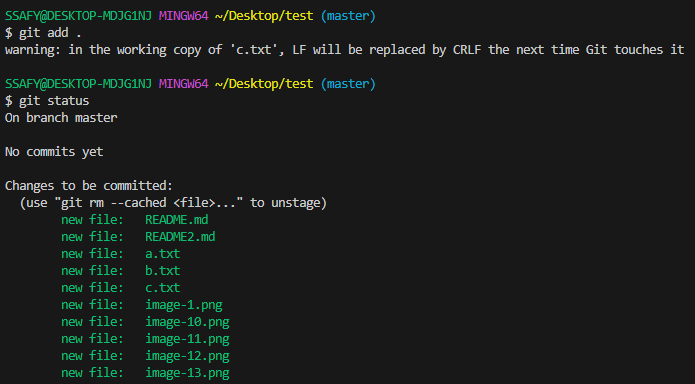 SSAFY@DESKTOP-MDJG1NJ MINGW64 ~/Desktop/test (master)
$ git add .
warning: in the working copy of 'c.txt', LF will be replaced by CRLF the next time Git touches it
SSAFY@DESKTOP-MDJG1NJ MINGW64 ~/Desktop/test (master)
$ git status
On branch master
No commits yet
Changes to be committed:
  (use "git rm --cached <file>..." to unstage)
        new file:   README.md
        new file:   README2.md
        new file:   a.txt
        new file:   b.txt
        new file:   c.txt
        new file:   image-1.png
        new file:   image-10.png
        new file:   image-11.png
        new file:   image-12.png
        new file:   image-13.png